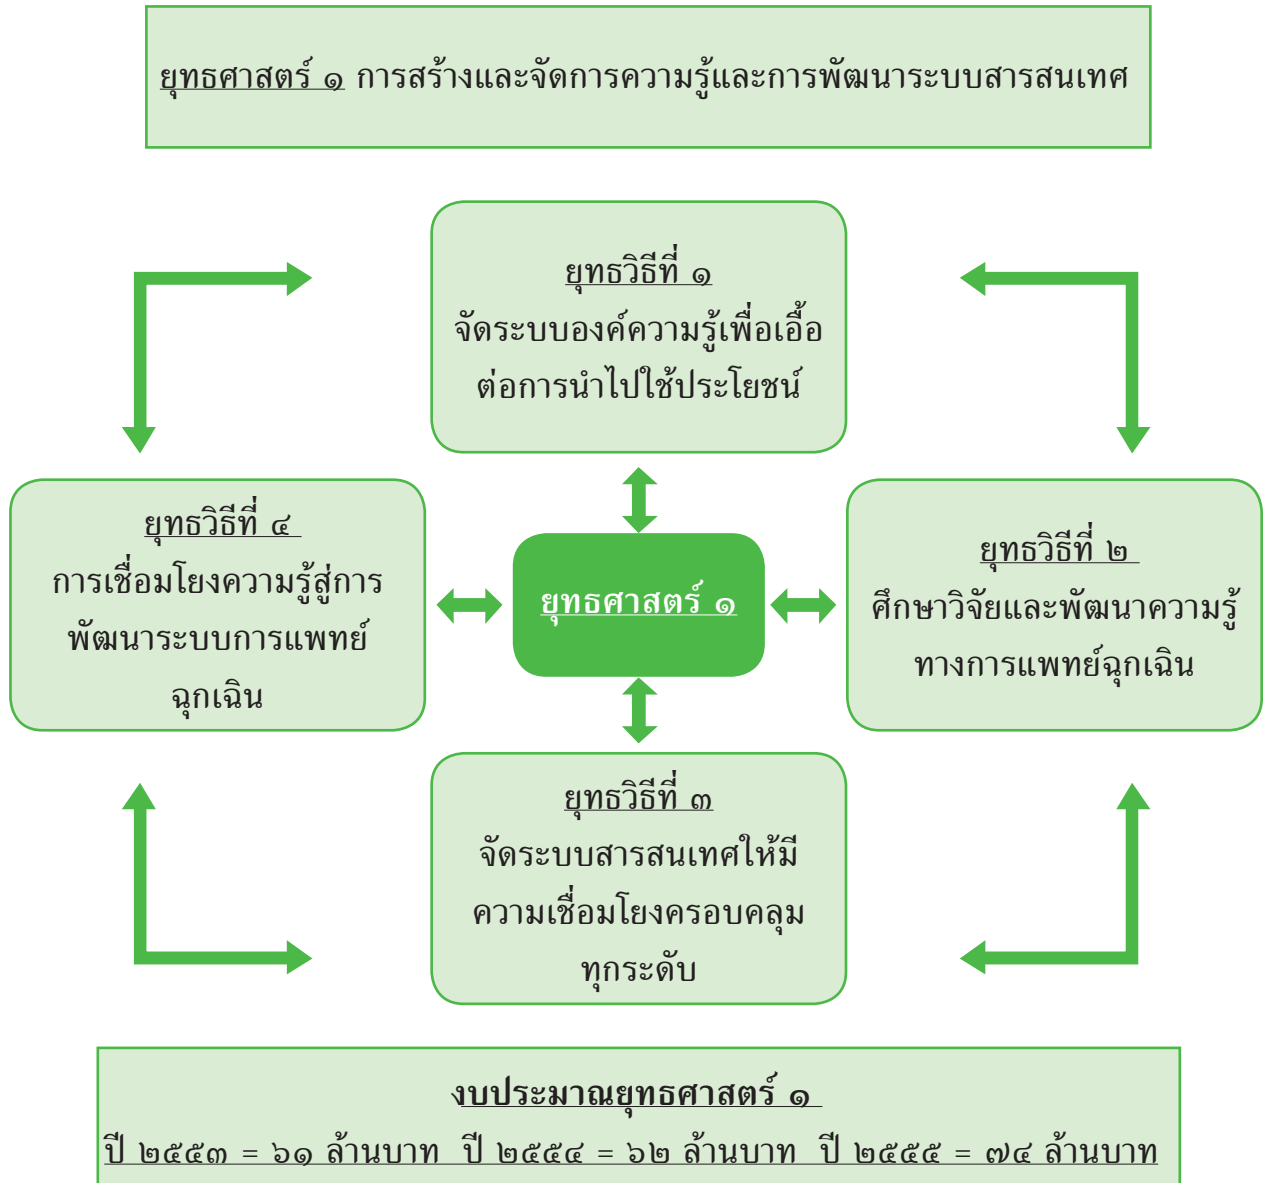 ยุทธศาสตร์ ๑ การสร้างและจัดการความรู้และการพัฒนาระบบสารสนเทศ
ยุทธวิธีที่ ๑
จัดระบบองค์ความรู้เพื่อเอื้อ
ต่อการนำไปใช้ประโยชน์
ยุทธวิธีที่ ๔
การเชื่อมโยงความรู้สู่การ
พัฒนาระบบการแพทย์
ฉุกเฉิน
ยุทธศาสตร์ ๑
ยุทธวิธีที่ ๒
ศึกษาวิจัยและพัฒนาความรู้
ทางการแพทย์ฉุกเฉิน
ยุทธวิธีที่ ๓
จัดระบบสารสนเทศให้มี
ความเชื่อมโยงครอบคลุม
ทุกระดับ
งบประมาณยุทธศาสตร์ ๑
ปี ๒๕๕๓ = ๖๑ ล้านบาท ปี ๒๕๕๔ = ๖๒ ล้านบาท ปี ๒๕๕๕ = ๗๔ ล้านบาท